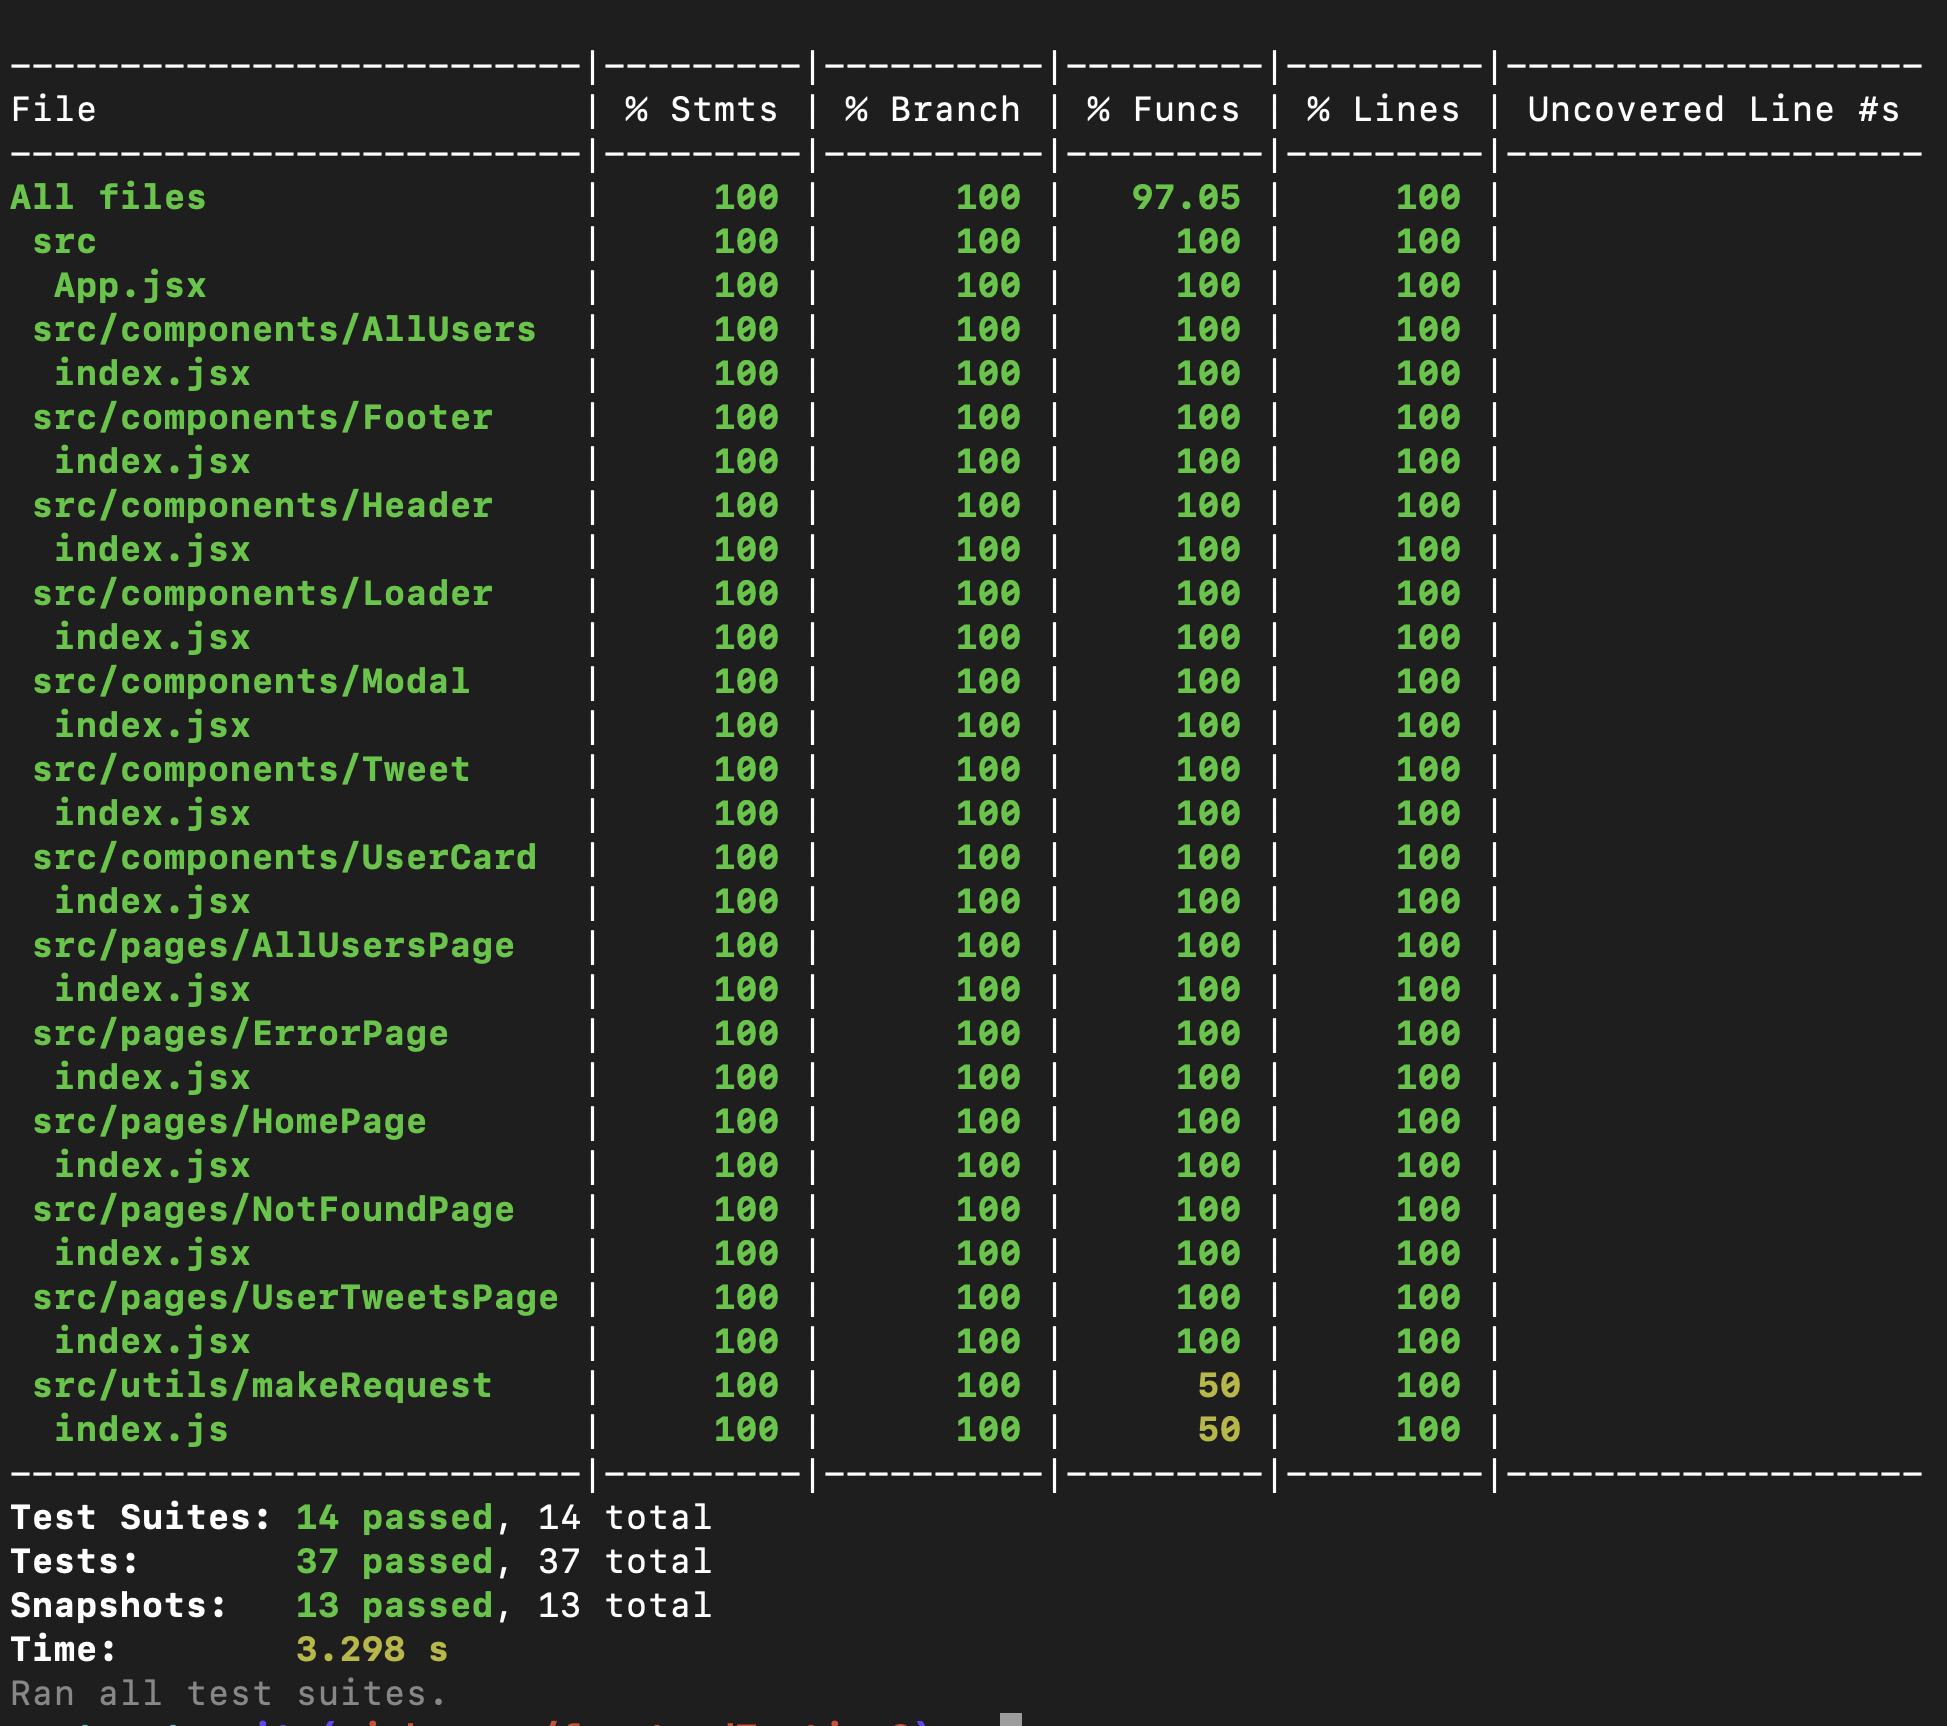 ---------------------------|---------|----------|---------|---------|-------------------
File                       | % Stmts | % Branch | % Funcs | % Lines | Uncovered Line #s
---------------------------|---------|----------|---------|---------|-------------------
All files                  |     100 |      100 |   97.05 |     100 |
 src                       |     100 |      100 |     100 |     100 |
  App.jsx                  |     100 |      100 |     100 |     100 |
 src/components/AllUsers   |     100 |      100 |     100 |     100 |
  index.jsx                |     100 |      100 |     100 |     100 |
 src/components/Footer     |     100 |      100 |     100 |     100 |
  index.jsx                |     100 |      100 |     100 |     100 |
 src/components/Header     |     100 |      100 |     100 |     100 |
  index.jsx                |     100 |      100 |     100 |     100 |
 src/components/Loader     |     100 |      100 |     100 |     100 |
  index.jsx                |     100 |      100 |     100 |     100 |
 src/components/Modal      |     100 |      100 |     100 |     100 |
  index.jsx                |     100 |      100 |     100 |     100 |
 src/components/Tweet      |     100 |      100 |     100 |     100 |
  index.jsx                |     100 |      100 |     100 |     100 |
 src/components/UserCard   |     100 |      100 |     100 |     100 |
  index.jsx                |     100 |      100 |     100 |     100 |
 src/pages/AllUsersPage    |     100 |      100 |     100 |     100 |
  index.jsx                |     100 |      100 |     100 |     100 |
 src/pages/ErrorPage       |     100 |      100 |     100 |     100 |
  index.jsx                |     100 |      100 |     100 |     100 |
 src/pages/HomePage        |     100 |      100 |     100 |     100 |
  index.jsx                |     100 |      100 |     100 |     100 |
 src/pages/NotFoundPage    |     100 |      100 |     100 |     100 |
  index.jsx                |     100 |      100 |     100 |     100 |
 src/pages/UserTweetsPage  |     100 |      100 |     100 |     100 |
  index.jsx                |     100 |      100 |     100 |     100 |
 src/utils/makeRequest     |     100 |      100 |      50 |     100 |
  index.js                 |     100 |      100 |      50 |     100 |
---------------------------|---------|----------|---------|---------|-------------------
Test Suites: 14 passed, 14 total
Tests:       37 passed, 37 total
Snapshots:   13 passed, 13 total
Time:        3.298 s
Ran all test suites.